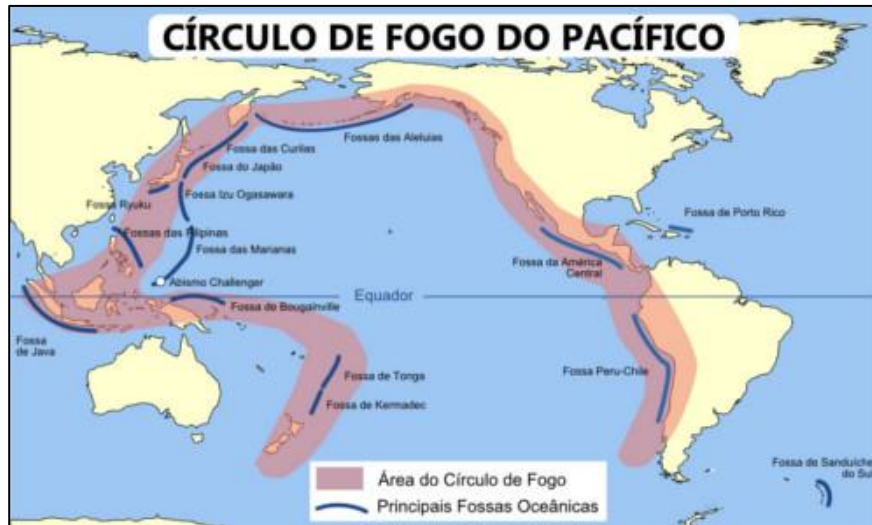 CÍRCULO DE FOGO DO PACÍFICO
Fossas das Aleluias
Fossa das Curilas
Fossa do Japão
Fossa Izu Ogasawara
Fossa Ryuku
Fossas das Filipinas
Fossa das Marianas
Abismo Challenger
Fossa de Porto Rico
Fossa da América
Central
Equador
Fossa de Bougainville
Fossa
de Java
Fossa de Tonga
Fossa de Kermadec
Fossa Peru-Chile
Fossa de Sanduíche
do Sul
Área do Círculo de Fogo
Principais Fossas Oceânicas